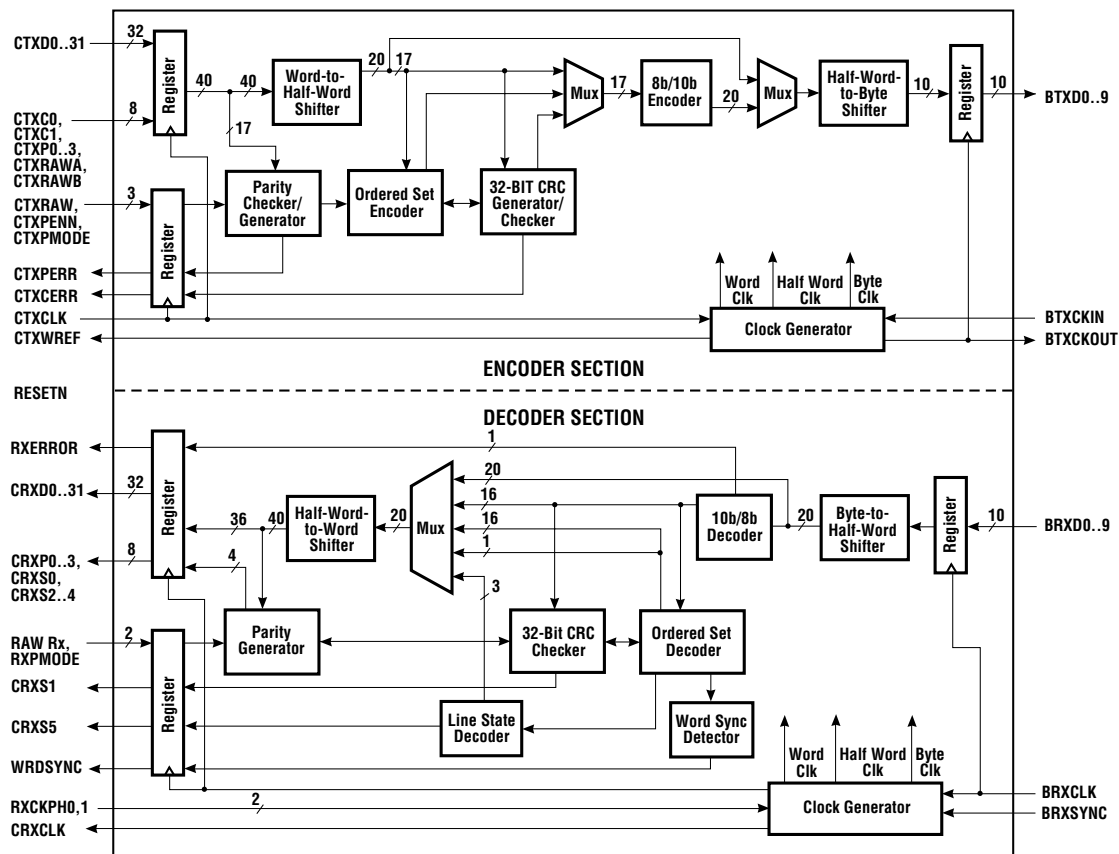 CTXD0..31
32
Register
40
40
Word-to-
Half-Word
Shifter
20
17
Mux
17
8b/10b
Encoder
20
Mux
Half-Word-
to-Byte
Shifter
10
Register
10
BTXD0..9
CTXC0,
CTXC1,
CTXP0..3,
CTXRAWA,
CTXRAWB
8
17
CTXRAW,
CTXPENN,
CTXPMODE
3
Register
Parity
Checker/
Generator
Ordered Set
Encoder
32-BIT CRC
Generator/
Checker
CTXPERR
CTXCERR
CTXCLK
CTXWREF
Word
Clk
Half Word
Clk
Byte
Clk
Clock Generator
BTXCKIN
BTXCKOUT
ENCODER SECTION
RESETN
DECODER SECTION
RXERROR
1
CRXD0..31
32
Register
36
40
Half-Word-
to-Word
Shifter
20
Mux
20
16
16
1
3
10b/8b
Decoder
20
Byte-to-
Half-Word
Shifter
Register
10
BRXD0..9
CRXP0..3,
CRXS0,
CRXS2..4
8
4
RAW Rx,
RXPMODE
2
Register
Parity
Generator
32-Bit CRC
Checker
Ordered Set
Decoder
CRXS1
CRXS5
Line State
Decoder
Word Sync
Detector
WRDSYNC
Word
Clk
Half Word
Clk
Byte
Clk
RXCKPH0,1
2
Clock Generator
BRXCLK
BRXSYNC
CRXCLK